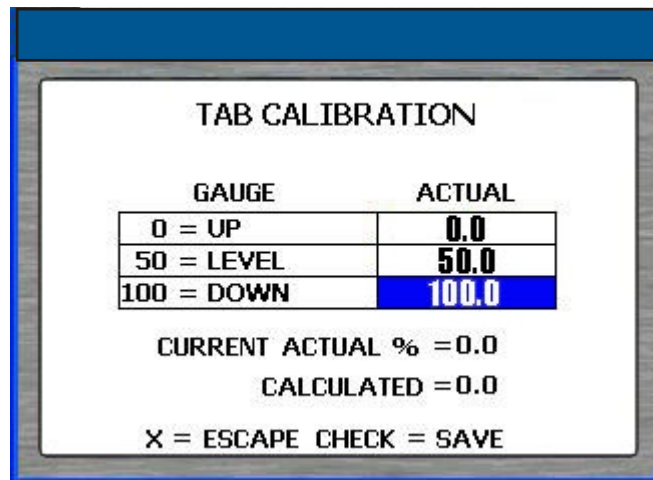 TAB CALIBRATION
GAUGE ACTUAL
0 = UP 0.0
50 = LEVEL 50.0
100 = DOWN 100.0
CURRENT ACTUAL % =0.0
CALCULATED =0.0
X = ESCAPE CHECK = SAVE